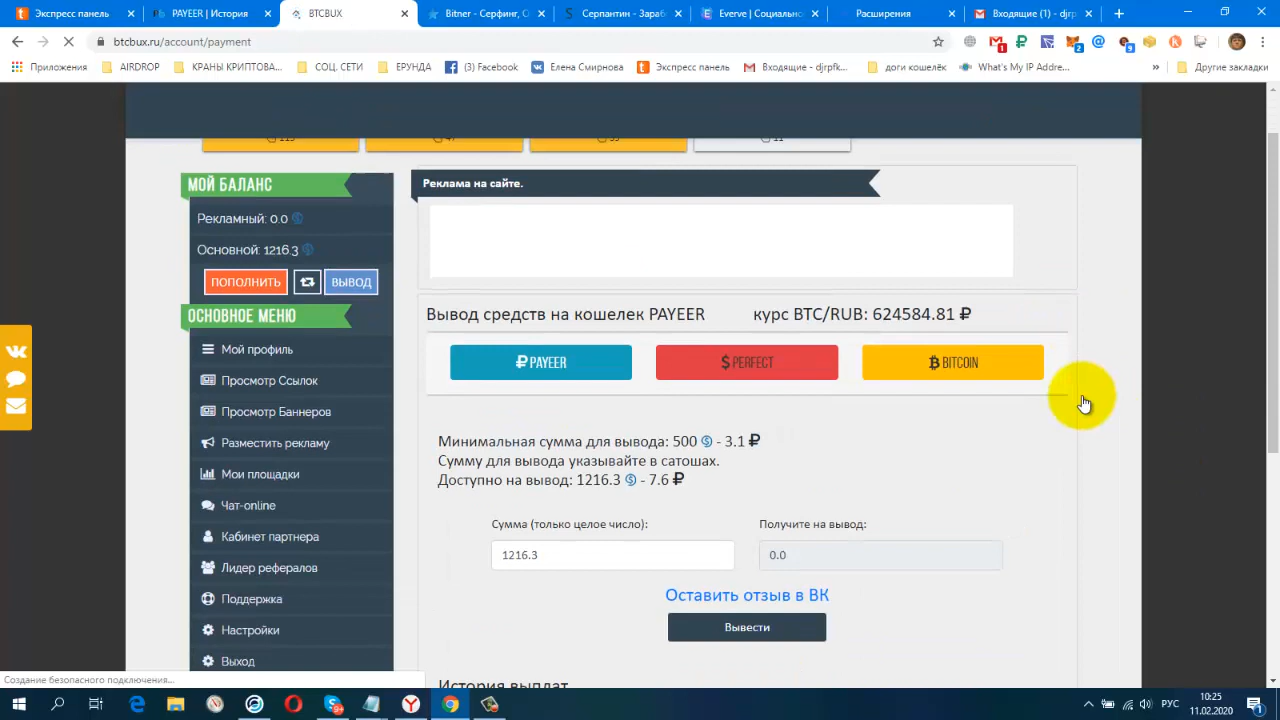 Экспресс панель
PAYEER | История
BTCBUX
Bitner - Серфинг, О
Серпантин - Зараб
Everve | Социально
Расширения
Входящие (1) - djrp
btcbux.ru/account/payment
Приложения
AIRDROP
КРАНЫ КРИПТОВА...
СОЦ. СЕТИ
ЕРУНДА
(3) Facebook
Елена Смирнова
Экспресс панель
Входящие - djrpfk...
доги кошелёк
What's My IP Addre...
Другие закладки
МОЙ БАЛАНС
Рекламный: 0.0
Основной: 1216.3
ПОПОЛНИТЬ
ВЫВОД
ОСНОВНОЕ МЕНЮ
Мой профиль
Просмотр Ссылок
Просмотр Баннеров
Разместить рекламу
Мои площадки
Чат-online
Кабинет партнера
Лидер рефералов
Поддержка
Настройки
Выход
Реклама на сайте.
Вывод средств на кошелек PAYEER курс BTC/RUB: 624584.81 ₽
₽ PAYEER
$ PERFECT
BITCOIN
Минимальная сумма для вывода: 500 - 3.1 ₽
Сумму для вывода указывайте в сатошах.
Доступно на вывод: 1216.3 - 7.6 ₽
Сумма (только целое число):
Получите на вывод:
1216.3
0.0
Оставить отзыв в ВК
Вывести
История выплат
Создание безопасного подключения...
РУС
10:25
11.02.2020